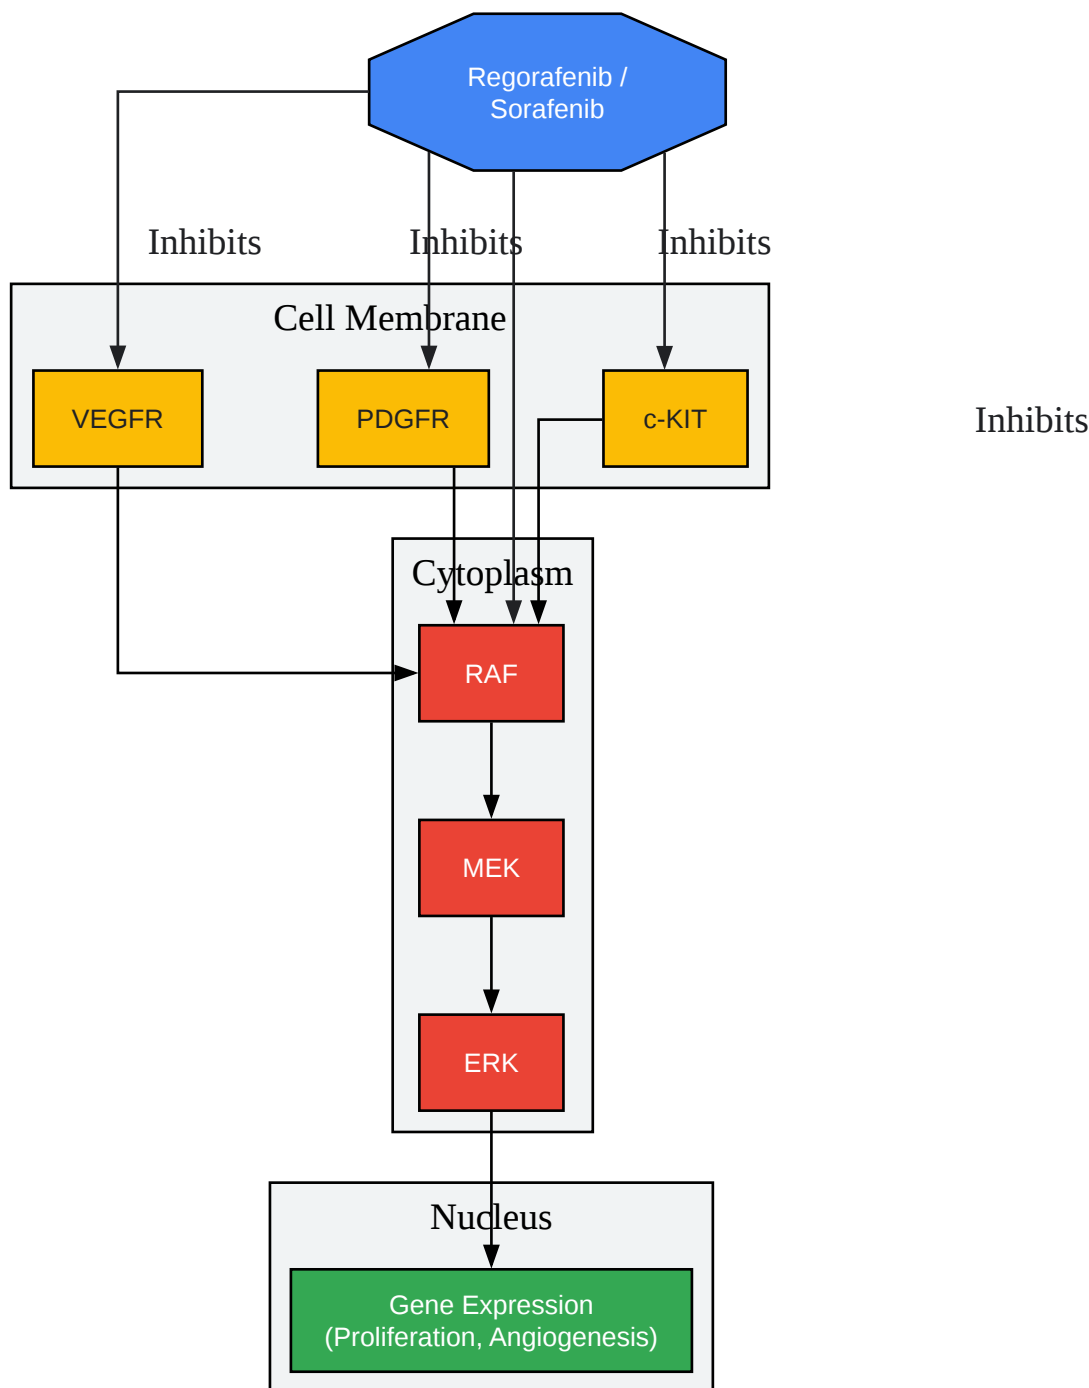 Regorafenib /
Sorafenib
Inhibits
Inhibits
Inhibits
Cell Membrane
VEGFR
PDGFR
c-KIT
Inhibits
Cytoplasm
RAF
MEK
ERK
Nucleus
Gene Expression
(Proliferation, Angiogenesis)